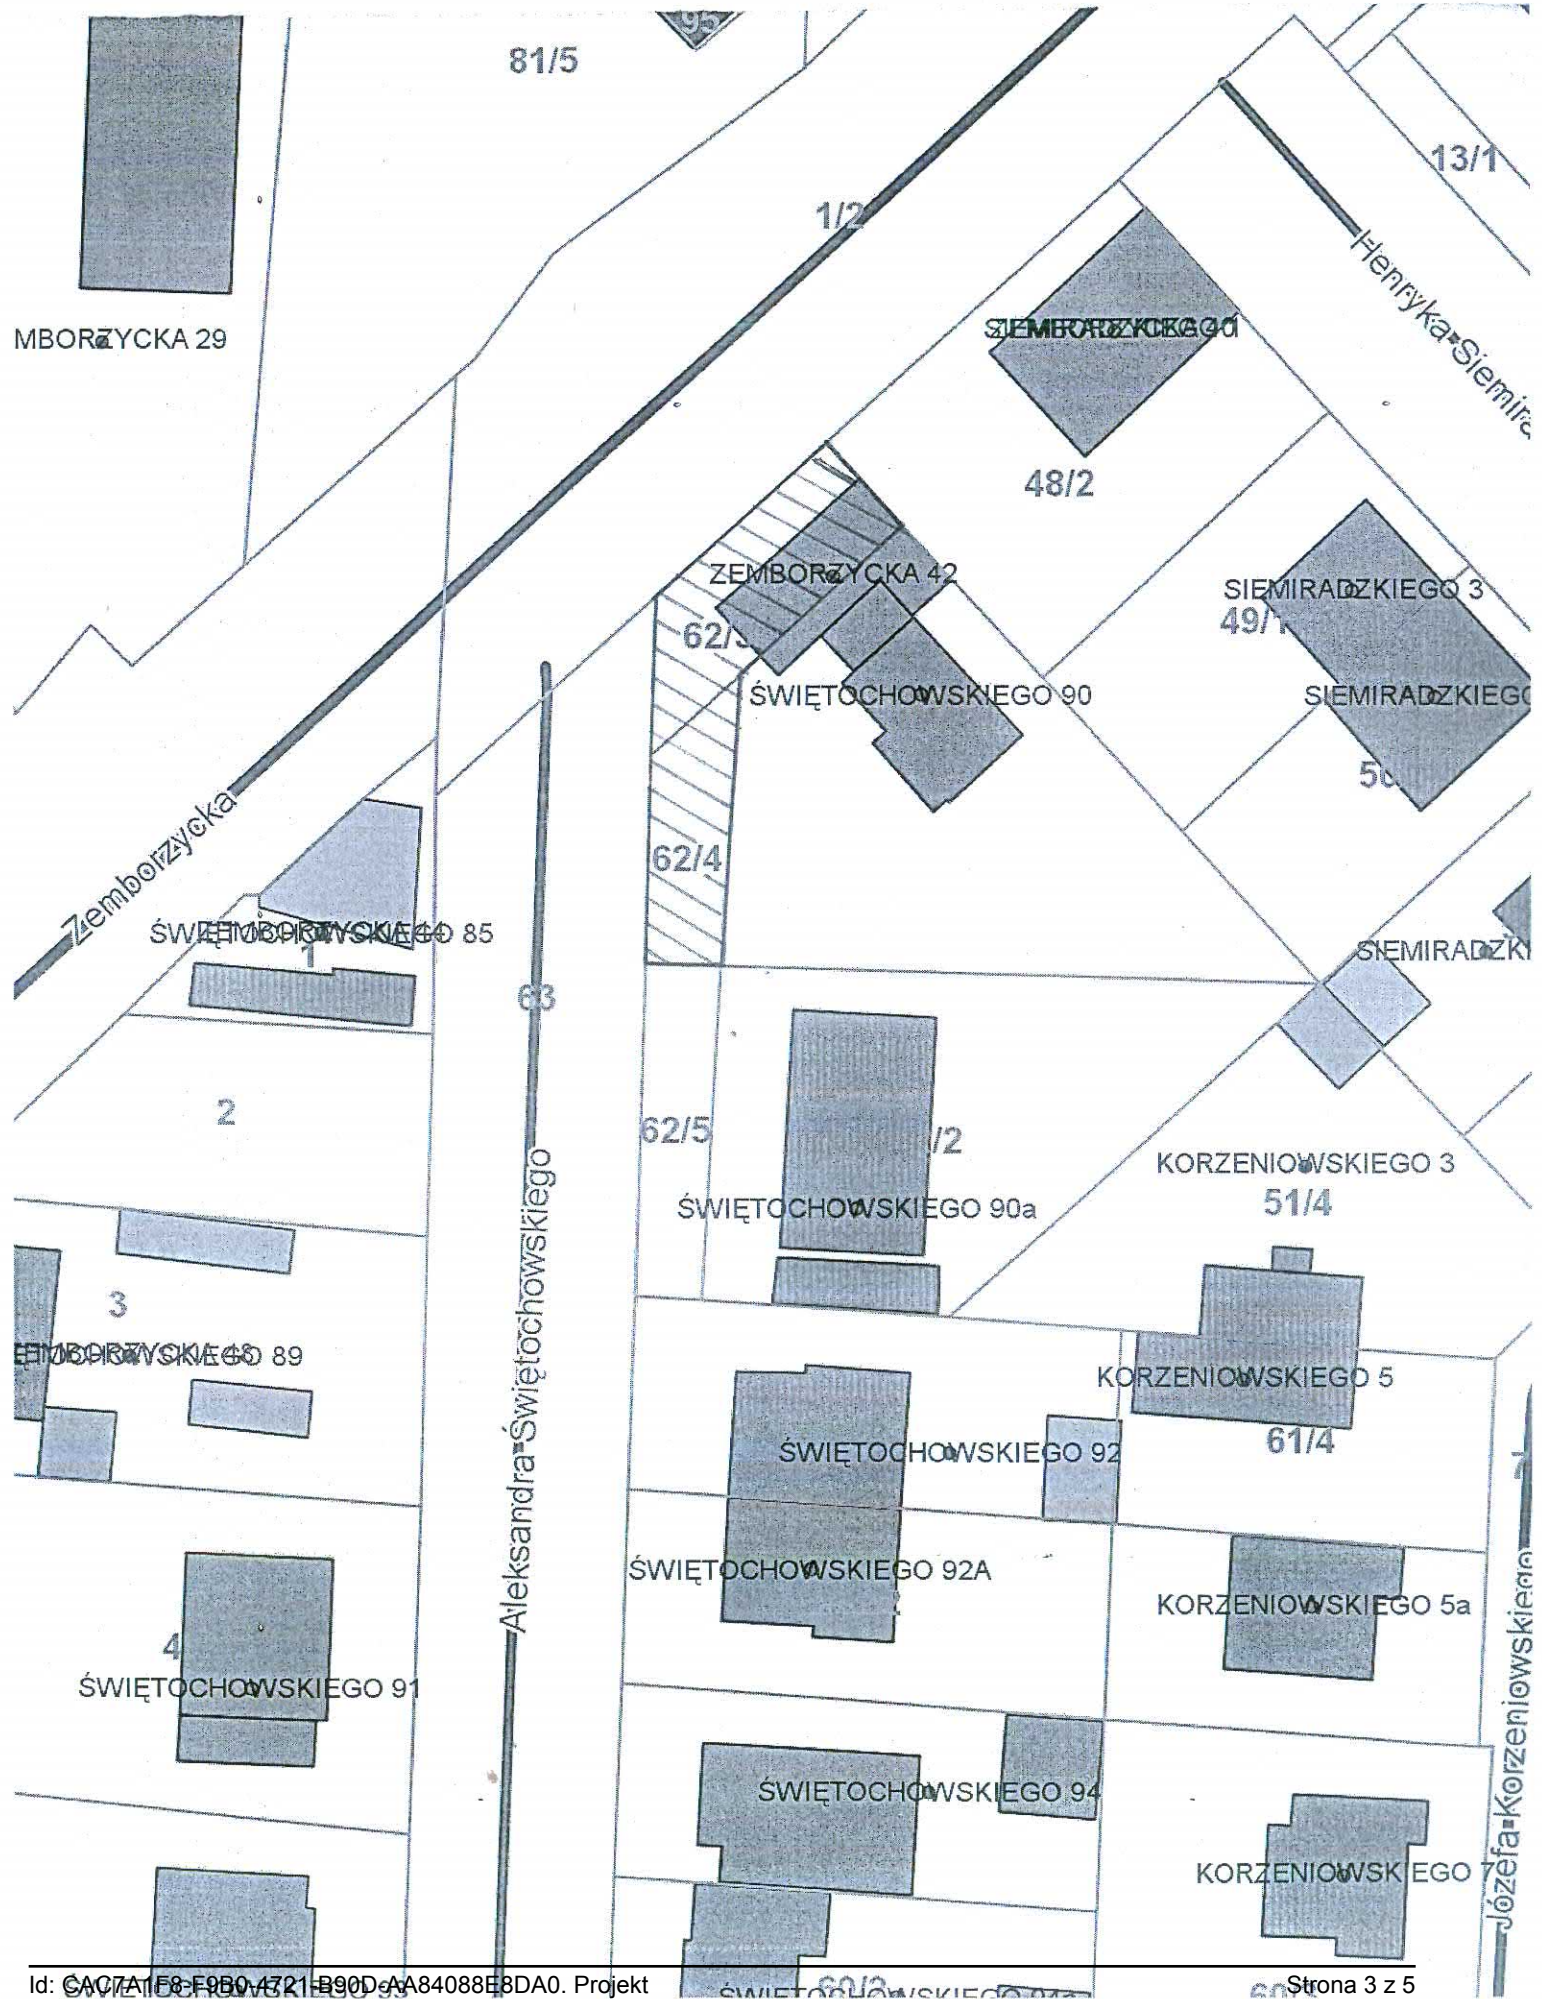 95
81/5
13/1
1/2
Henryka Siemira
MBORZYCKA 29
48/2
ZEMBORZYCKA 42
SIEMIRADZKIEGO 3
62/
49/
ŚWIĘTOCHOWSKIEGO 90
SIEMIRADZKIEGO
Zemborzycka
62/4
ŚWIĘTOCHOWSKIEGO 85
SIEMIRADZKI
1
63
2
62/5
/2
KORZENIOWSKIEGO 3
51/4
ŚWIĘTOCHOWSKIEGO 90a
Aleksandra Świętochowskiego
3
89
KORZENIOWSKIEGO 5
61/4
ŚWIĘTOCHOWSKIEGO 92
7
ŚWIĘTOCHOWSKIEGO 92A
KORZENIOWSKIEGO 5a
4
ŚWIĘTOCHOWSKIEGO 91
Józefa Korzeniowskiego
ŚWIĘTOCHOWSKIEGO 94
KORZENIOWSKIEGO 7
Id: CAC7A1F8-F9B0-4721-B90D-AA84088E8DA0. Projekt
Strona 3 z 5